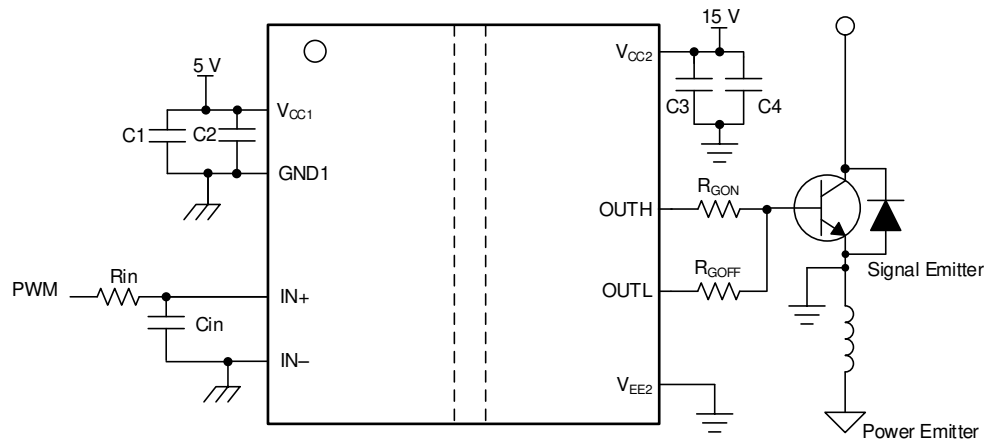 15 V
5 V
VCC2
VCC1
C1
C2
C3
C4
GND1
RGON
OUTH
RGOFF
OUTL
Signal Emitter
PWM
Rin
IN+
Cin
IN–
VEE2
Power Emitter